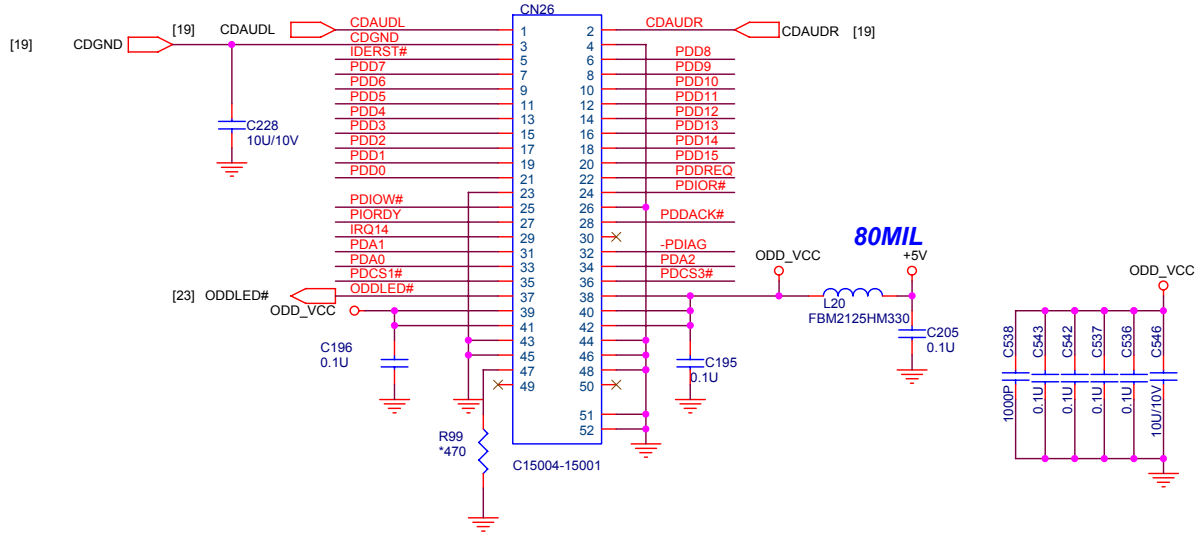 CN26
[19] CDGND
[19] CDAUDL
CDAUDR [19]
CDAUDL 1 2 CDAUDR
CDGND 3 4
IDERST# 5 6 PDD8
PDD7 7 8 PDD9
PDD6 9 10 PDD10
PDD5 11 12 PDD11
PDD4 13 14 PDD12
PDD3 15 16 PDD13
PDD2 17 18 PDD14
PDD1 19 20 PDD15
PDD0 21 22 PDDREQ
23 24 PDIOR#
PDIOW# 25 26
PIORDY 27 28 PDDACK#
IRQ14 29 30
PDA1 31 32 -PDIAG
PDA0 33 34 PDA2
PDCS1# 35 36 PDCS3#
[23] ODDLED# ODDLED# 37 38
ODD_VCC 39 40
41 42
43 44
45 46
47 48
49 50
51
52
C15004-15001
C228
10U/10V
C196
0.1U
R99
*470
C195
0.1U
80MIL
ODD_VCC
+5V
L20
FBM2125HM330
C205
0.1U
ODD_VCC
C538
1000P
C543
0.1U
C542
0.1U
C537
0.1U
C536
0.1U
C546
10U/10V